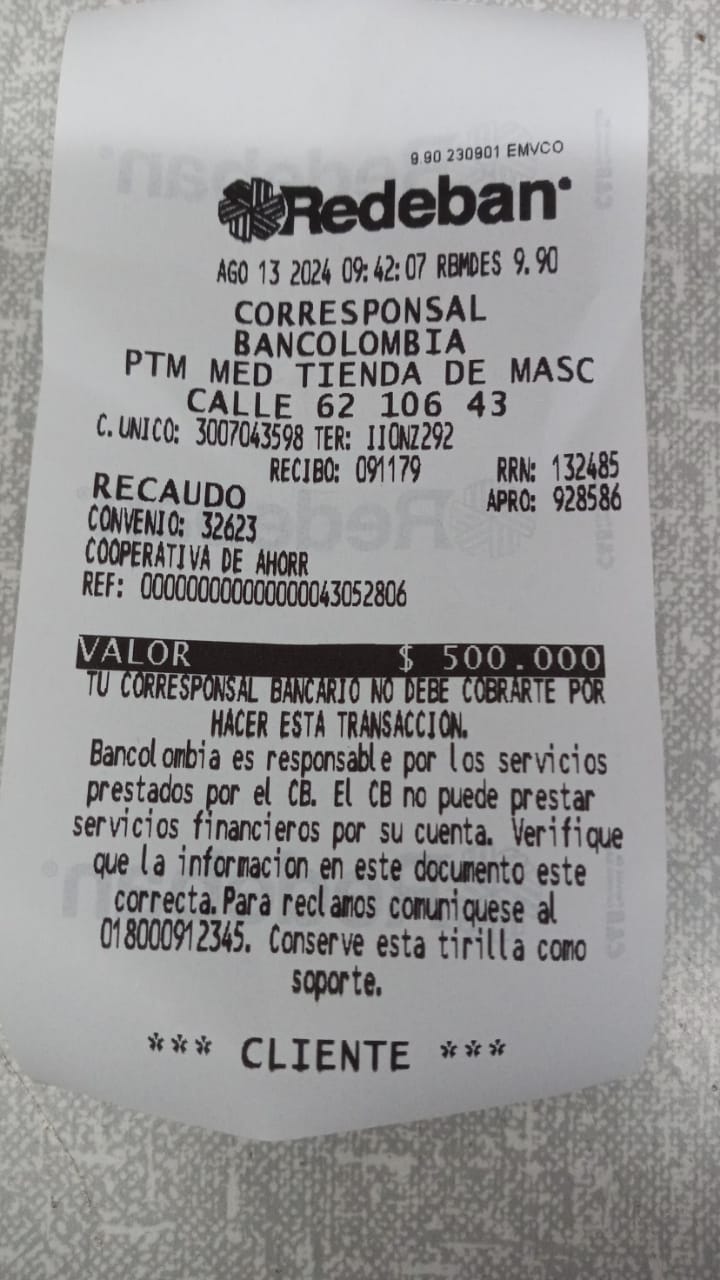 9.90 230901 EMVCO
Redeban
AGO 13 2024 09:42:07 RBMDES 9.90
CORRESPONSAL
BANCOLOMBIA
PTM MED TIENDA DE MASC
CALLE 62 106 43
C. UNICO: 3007043598 TER: IIONZ292
RECIBO: 091179 RRN: 132485
RECAUDO APRO: 928586
CONVENIO: 32623
COOPERATIVA DE AHORR
REF: 0000000000000000043052806
VALOR $ 500.000
TU CORRESPONSAL BANCARIO NO DEBE COBRARTE POR
HACER ESTA TRANSACCION.
Bancolombia es responsable por los servicios
prestados por el CB. El CB no puede prestar
servicios financieros por su cuenta. Verifique
que la informacion en este documento este
correcta. Para reclamos comuniquese al
018000912345. Conserve esta tirilla como
soporte.
*** CLIENTE ***